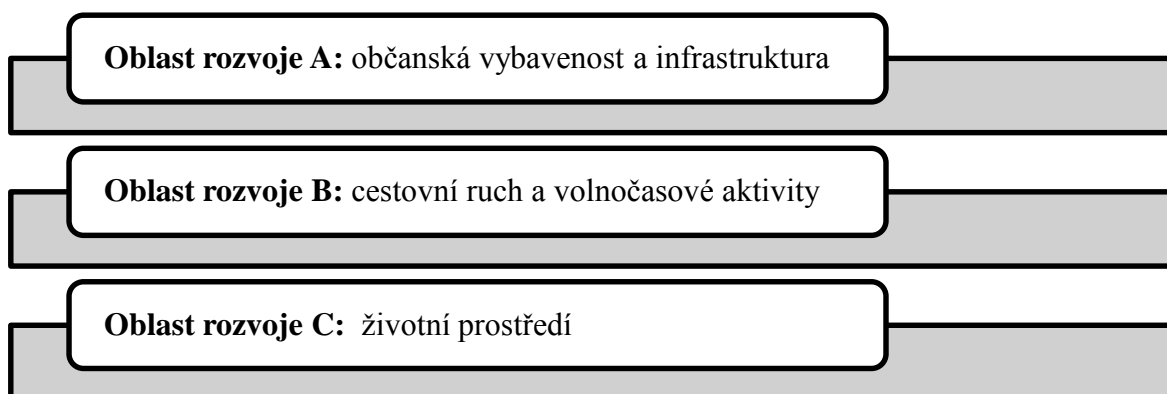 Oblast rozvoje A: občanská vybavenost a infrastruktura
Oblast rozvoje B: cestovní ruch a volnočasové aktivity
Oblast rozvoje C: životní prostředí